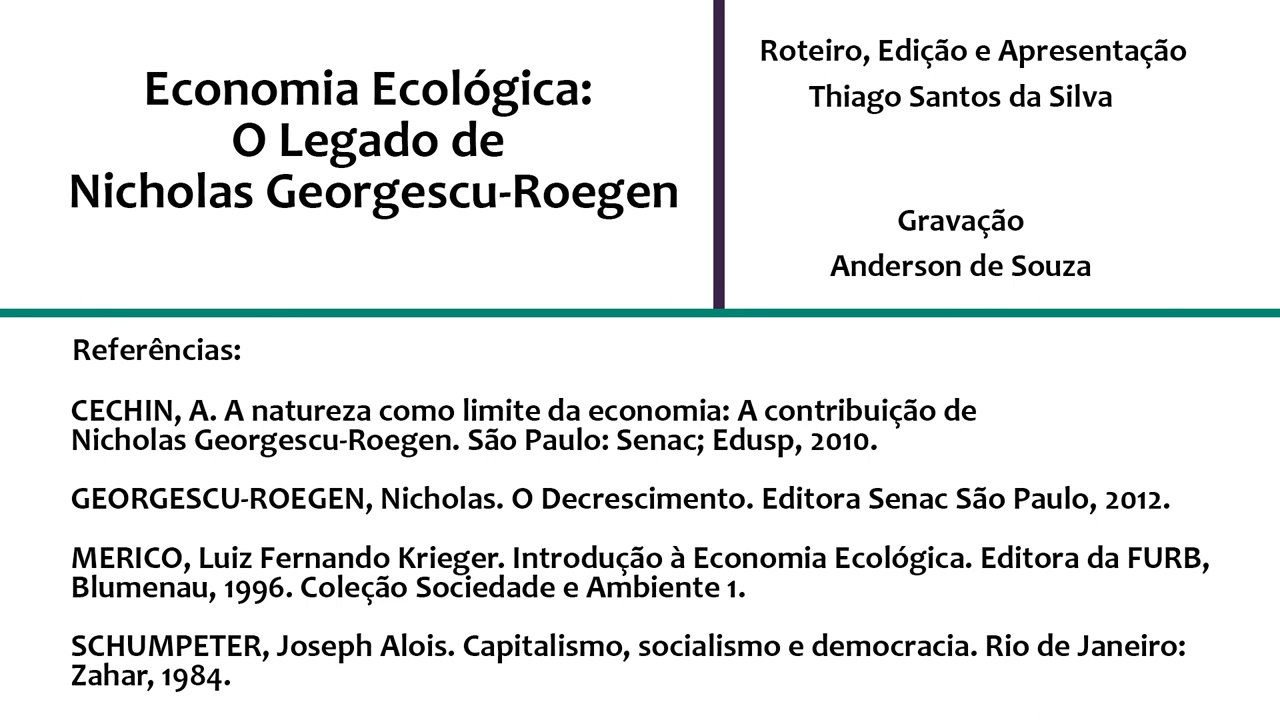 Economia Ecológica:
O Legado de
Nicholas Georgescu-Roegen
Roteiro, Edição e Apresentação
Thiago Santos da Silva
Gravação
Anderson de Souza
Referências:
CECHIN, A. A natureza como limite da economia: A contribuição de
Nicholas Georgescu-Roegen. São Paulo: Senac; Edusp, 2010.
GEORGESCU-ROEGEN, Nicholas. O Decrescimento. Editora Senac São Paulo, 2012.
MERICO, Luiz Fernando Krieger. Introdução à Economia Ecológica. Editora da FURB,
Blumenau, 1996. Coleção Sociedade e Ambiente 1.
SCHUMPETER, Joseph Alois. Capitalismo, socialismo e democracia. Rio de Janeiro:
Zahar, 1984.